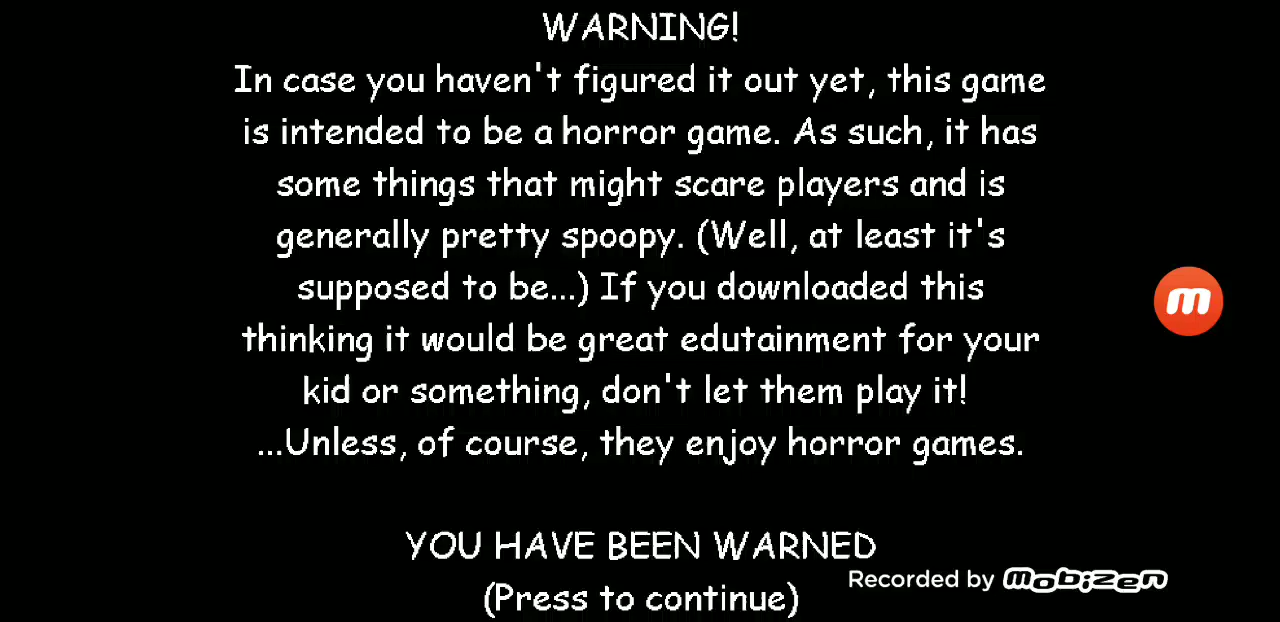 WARNING!
In case you haven't figured it out yet, this game
is intended to be a horror game. As such, it has
some things that might scare players and is
generally pretty spoopy. (Well, at least it's
supposed to be...) If you downloaded this
thinking it would be great edutainment for your
kid or something, don't let them play it!
...Unless, of course, they enjoy horror games.
YOU HAVE BEEN WARNED
(Press to continue)
m
Recorded by mobizen